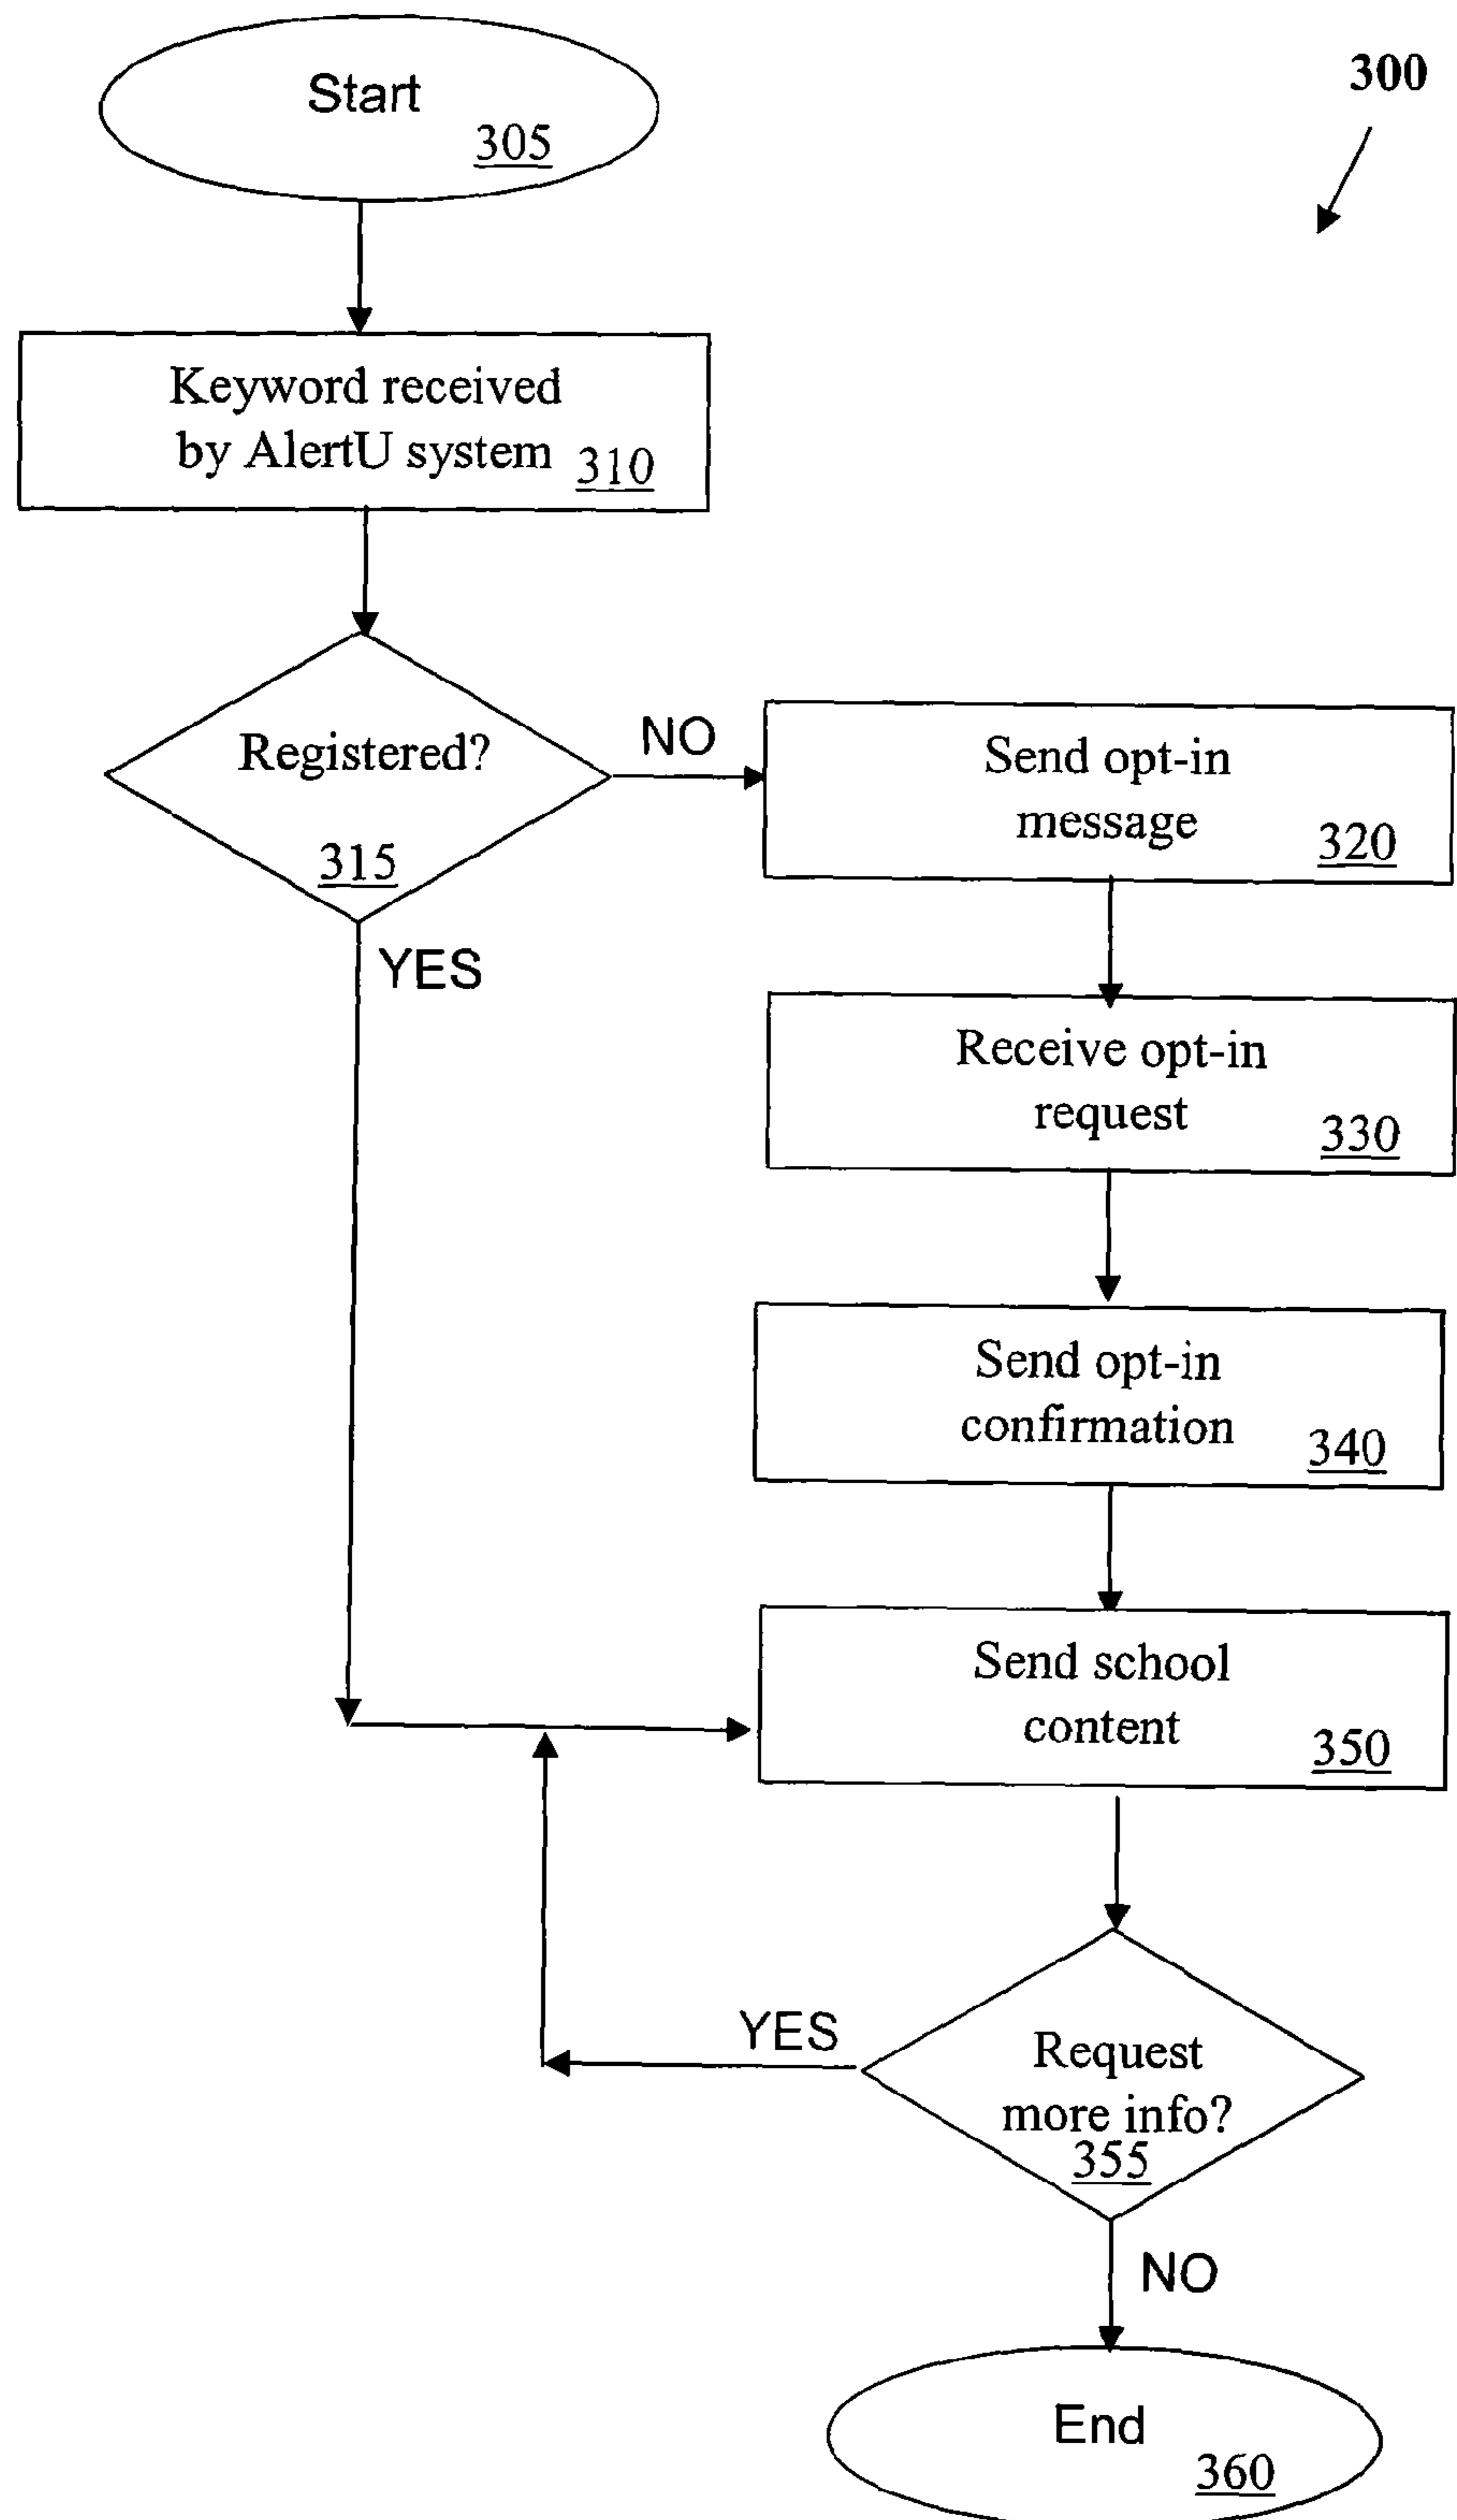 Start
305
300
Keyword received
by AlertU system 310
Registered?
315
NO
YES
Send opt-in
message 320
Receive opt-in
request 330
Send opt-in
confirmation 340
Send school
content 350
YES
Request
more info?
355
NO
End
360